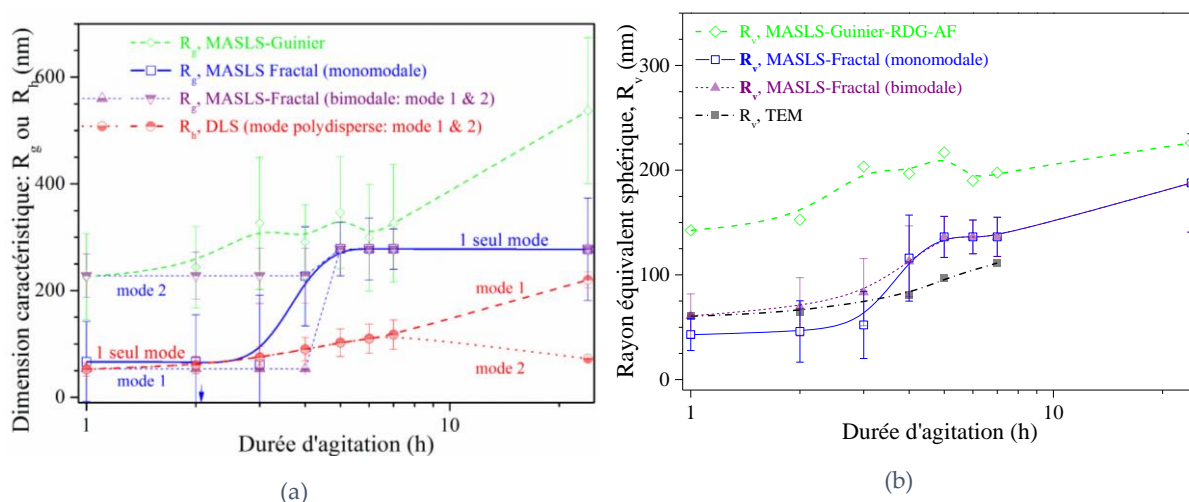 Dimension caractéristique: R_g ou R_h (nm)
600
400
200
0
R_g, MASLS-Guinier
R_g, MASLS Fractal (monomodale)
R_g, MASLS-Fractal (bimodale: mode 1 & 2)
R_h, DLS (mode polydisperse: mode 1 & 2)
1 seul mode
mode 2
mode 1
1 seul mode
mode 1
mode 2
1
10
Durée d'agitation (h)
(a)
Rayon équivalent sphérique, R_v (nm)
350
300
200
100
0
R_v, MASLS-Guinier-RDG-AF
R_v, MASLS-Fractal (monomodale)
R_v, MASLS-Fractal (bimodale)
R_v, TEM
1
10
Durée d'agitation (h)
(b)